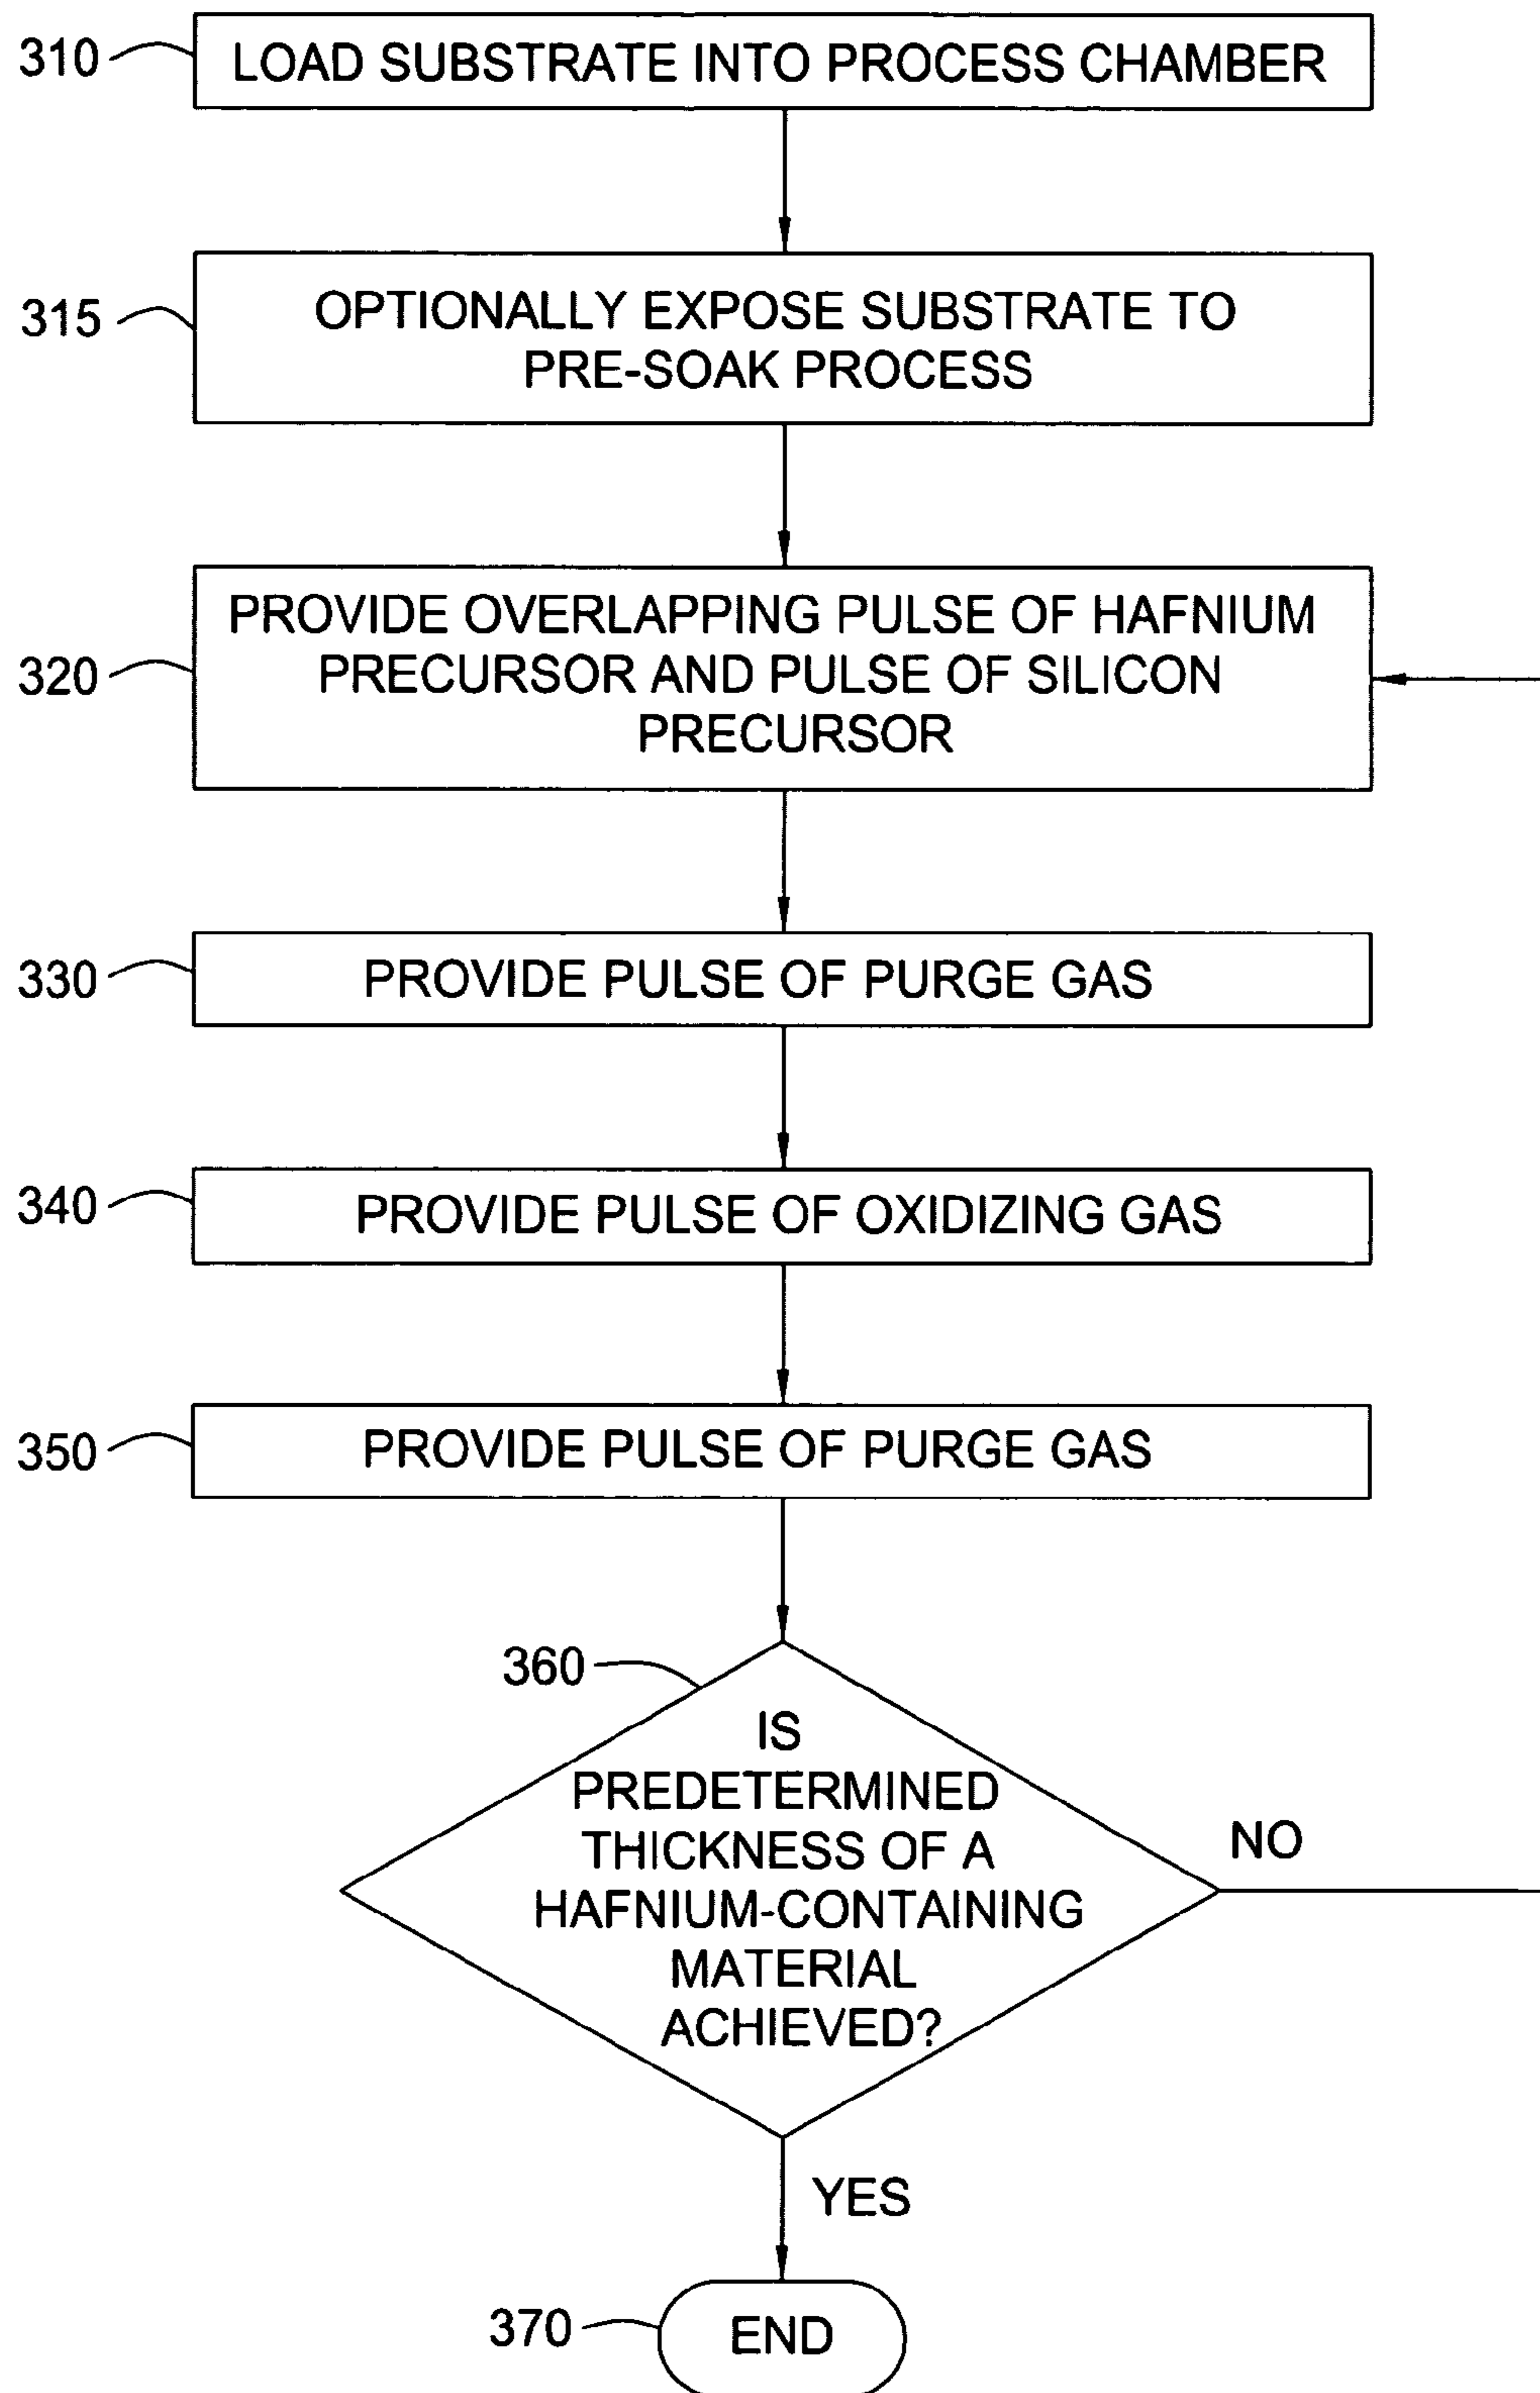 310
LOAD SUBSTRATE INTO PROCESS CHAMBER
315
OPTIONALLY EXPOSE SUBSTRATE TO
PRE-SOAK PROCESS
320
PROVIDE OVERLAPPING PULSE OF HAFNIUM
PRECURSOR AND PULSE OF SILICON
PRECURSOR
330
PROVIDE PULSE OF PURGE GAS
340
PROVIDE PULSE OF OXIDIZING GAS
350
PROVIDE PULSE OF PURGE GAS
360
IS
PREDETERMINED
THICKNESS OF A
HAFNIUM-CONTAINING
MATERIAL
ACHIEVED?
NO
YES
370
END